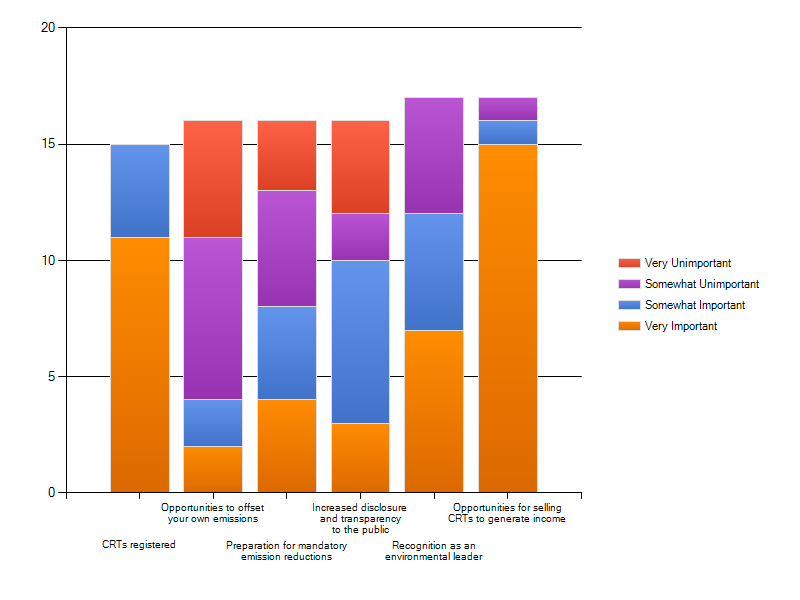 20
15
10
5
0
Very Unimportant
Somewhat Unimportant
Somewhat Important
Very Important
Opportunities to offset
your own emissions
Increased disclosure
and transparency
to the public
Opportunities for selling
CRTs to generate income
CRTs registered
Preparation for mandatory
emission reductions
Recognition as an
environmental leader